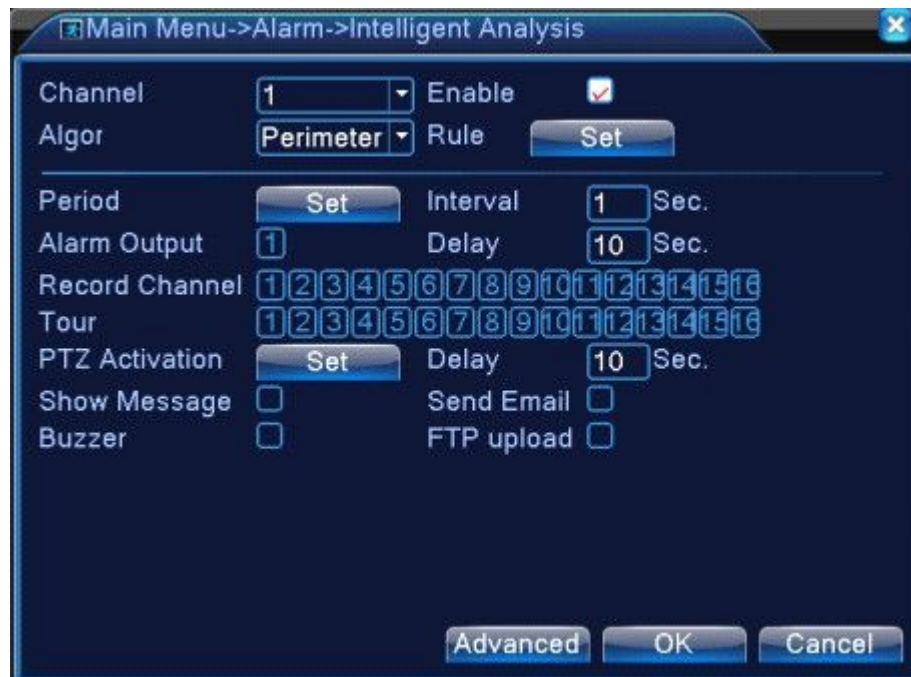 Main Menu->Alarm->Intelligent Analysis
Channel 1 Enable
Algor Perimeter Rule Set
Period Set Interval 1 Sec.
Alarm Output 1 Delay 10 Sec.
Record Channel 1 2 3 4 5 6 7 8 9 10 11 12 13 14 15 16
Tour 1 2 3 4 5 6 7 8 9 10 11 12 13 14 15 16
PTZ Activation Set Delay 10 Sec.
Show Message Send Email
Buzzer FTP upload
Advanced OK Cancel